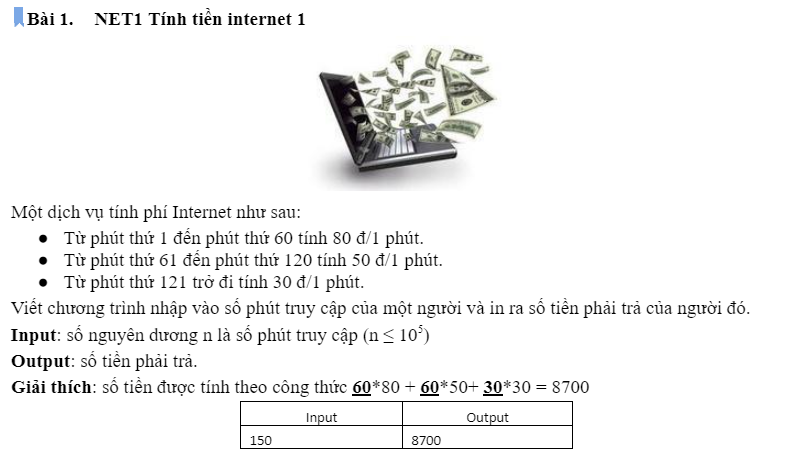 Bài 1. NET1 Tính tiền internet 1
Một dịch vụ tính phí Internet như sau:
● Từ phút thứ 1 đến phút thứ 60 tính 80 đ/1 phút.
● Từ phút thứ 61 đến phút thứ 120 tính 50 đ/1 phút.
● Từ phút thứ 121 trở đi tính 30 đ/1 phút.
Viết chương trình nhập vào số phút truy cập của một người và in ra số tiền phải trả của người đó.
Input: số nguyên dương n là số phút truy cập (n ≤ 10⁵)
Output: số tiền phải trả.
Giải thích: số tiền được tính theo công thức 60*80 + 60*50+ 30*30 = 8700
Input Output
150 8700